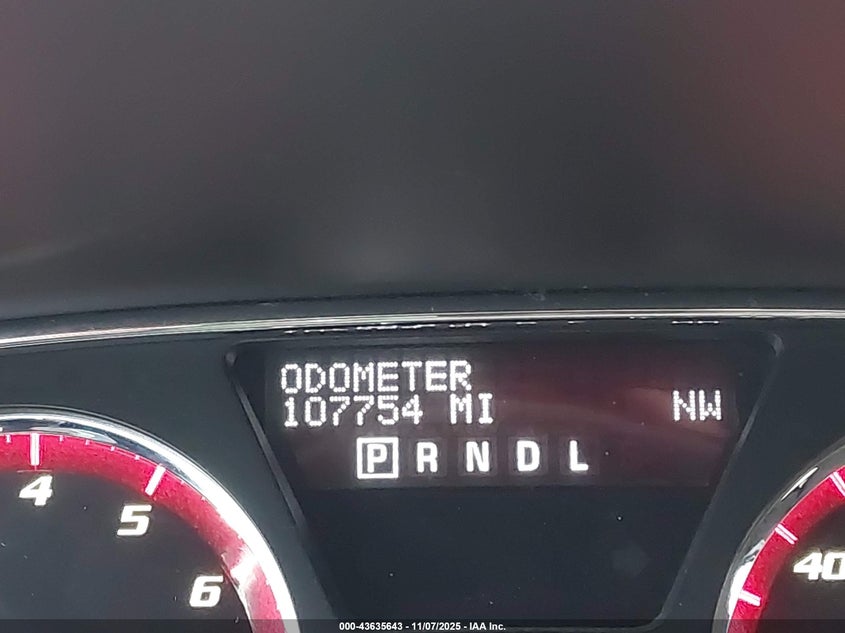 ODOMETER
107754 MI
NW
P R N D L
4
5
6
40
000-43635643 - 11/07/2025 - IAA Inc.